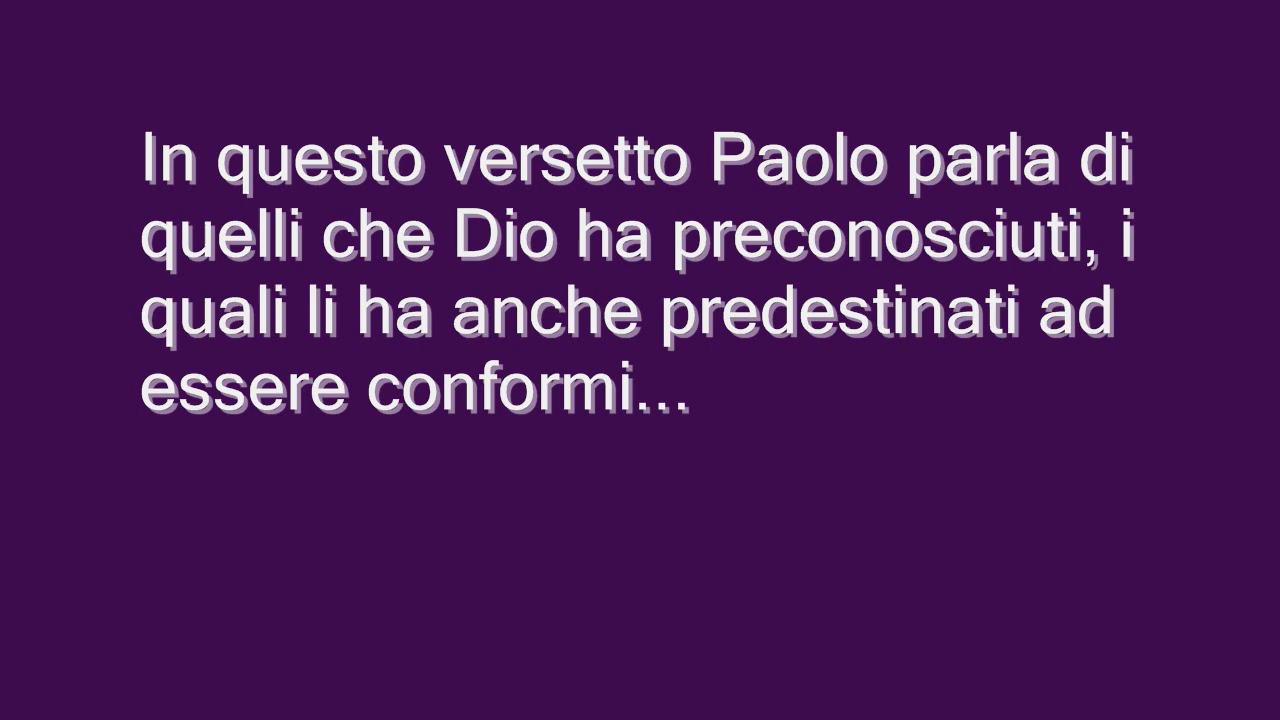 In questo versetto Paolo parla di
quelli che Dio ha preconosciuti, i
quali li ha anche predestinati ad
essere conformi...